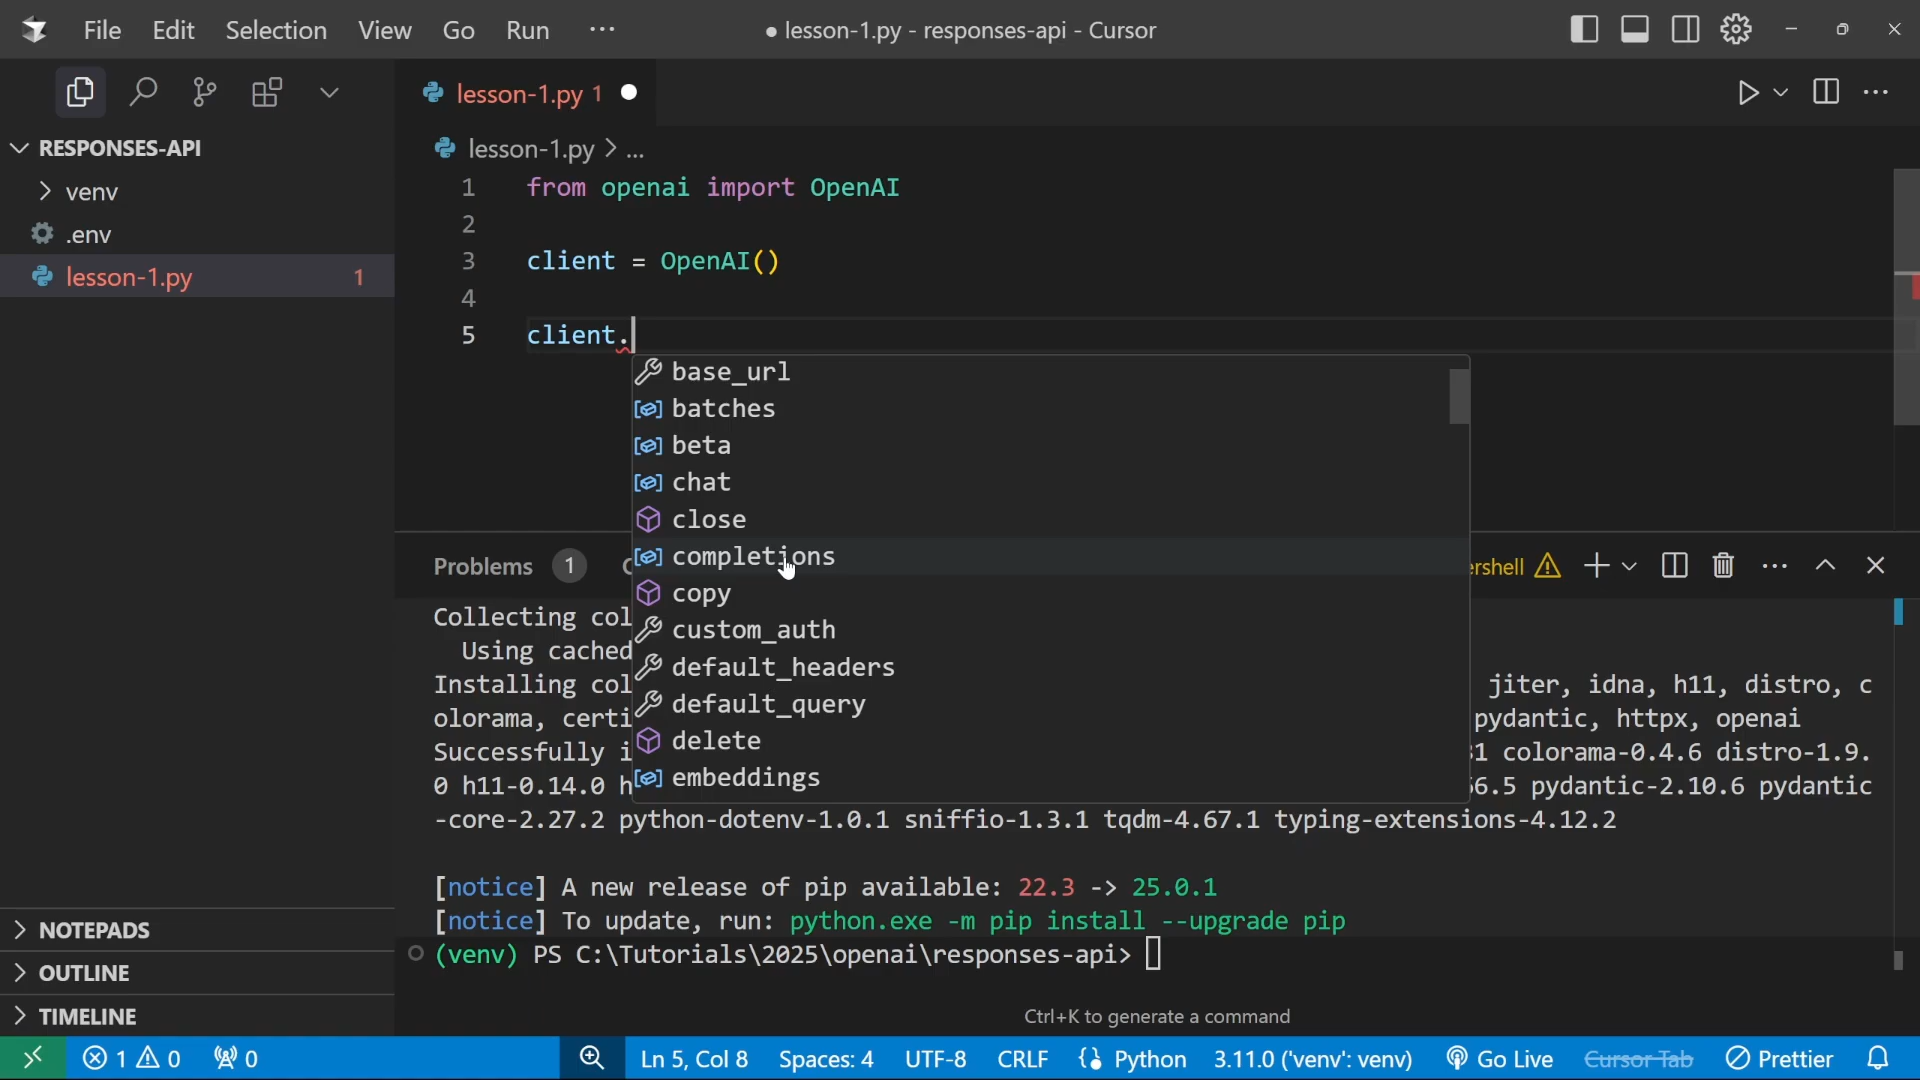 File Edit Selection View Go Run ···
● lesson-1.py - responses-api - Cursor
RESPONSES-API
venv
.env
lesson-1.py 1
lesson-1.py 1
lesson-1.py > ...
1 from openai import OpenAI
2
3 client = OpenAI()
4
5 client.
base_url
batches
beta
chat
close
completions
copy
custom_auth
default_headers
default_query
delete
embeddings
Problems 1
ershell
Collecting col
Using cached
Installing col jiter, idna, h11, distro, c
olorama, certi pydantic, httpx, openai
Successfully i 1 colorama-0.4.6 distro-1.9.
0 h11-0.14.0 h 6.5 pydantic-2.10.6 pydantic
-core-2.27.2 python-dotenv-1.0.1 sniffio-1.3.1 tqdm-4.67.1 typing-extensions-4.12.2
[notice] A new release of pip available: 22.3 -> 25.0.1
[notice] To update, run: python.exe -m pip install --upgrade pip
(venv) PS C:\Tutorials\2025\openai\responses-api>
Ctrl+K to generate a command
NOTEPADS
OUTLINE
TIMELINE
1 0 0 Ln 5, Col 8 Spaces: 4 UTF-8 CRLF Python 3.11.0 ('venv': venv) Go Live Cursor Tab Prettier